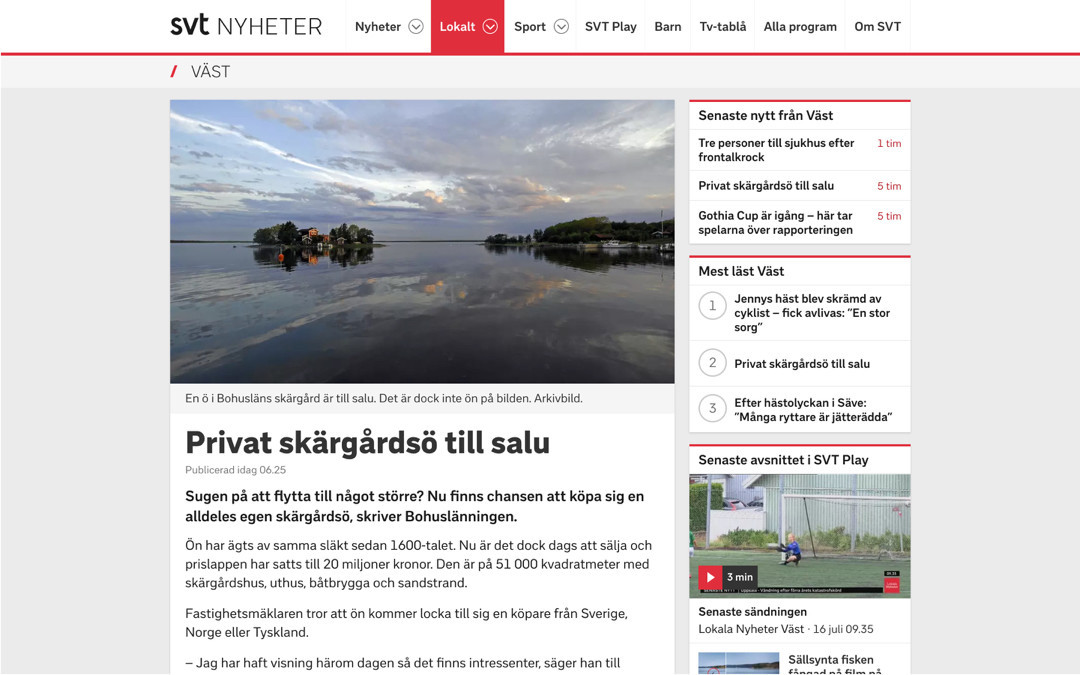 svt NYHETER
Nyheter
Lokalt
Sport
SVT Play
Barn
Tv-tablå
Alla program
Om SVT
/ VÄST
En ö i Bohusläns skärgård är till salu. Det är dock inte ön på bilden. Arkivbild.
Privat skärgårdsö till salu
Publicerad idag 06.25
Sugen på att flytta till något större? Nu finns chansen att köpa sig en
alldeles egen skärgårdsö, skriver Bohuslänningen.
Ön har ägts av samma släkt sedan 1600-talet. Nu är det dock dags att sälja och
prislappen har satts till 20 miljoner kronor. Den är på 51 000 kvadratmeter med
skärgårdshus, uthus, båtbrygga och sandstrand.
Fastighetsmäklaren tror att ön kommer locka till sig en köpare från Sverige,
Norge eller Tyskland.
– Jag har haft visning härom dagen så det finns intressenter, säger han till
Senaste nytt från Väst
Tre personer till sjukhus efter
frontalkrock
1 tim
Privat skärgårdsö till salu
5 tim
Gothia Cup är igång – här tar
spelarna över rapporteringen
5 tim
Mest läst Väst
1
Jennys häst blev skrämd av
cyklist – fick avlivas: ”En stor
sorg”
2
Privat skärgårdsö till salu
3
Efter hästolyckan i Säve:
”Många ryttare är jätterädda”
Senaste avsnittet i SVT Play
3 min
Senaste sändningen
Lokala Nyheter Väst · 16 juli 09.35
Sällsynta fisken
fångad på film på